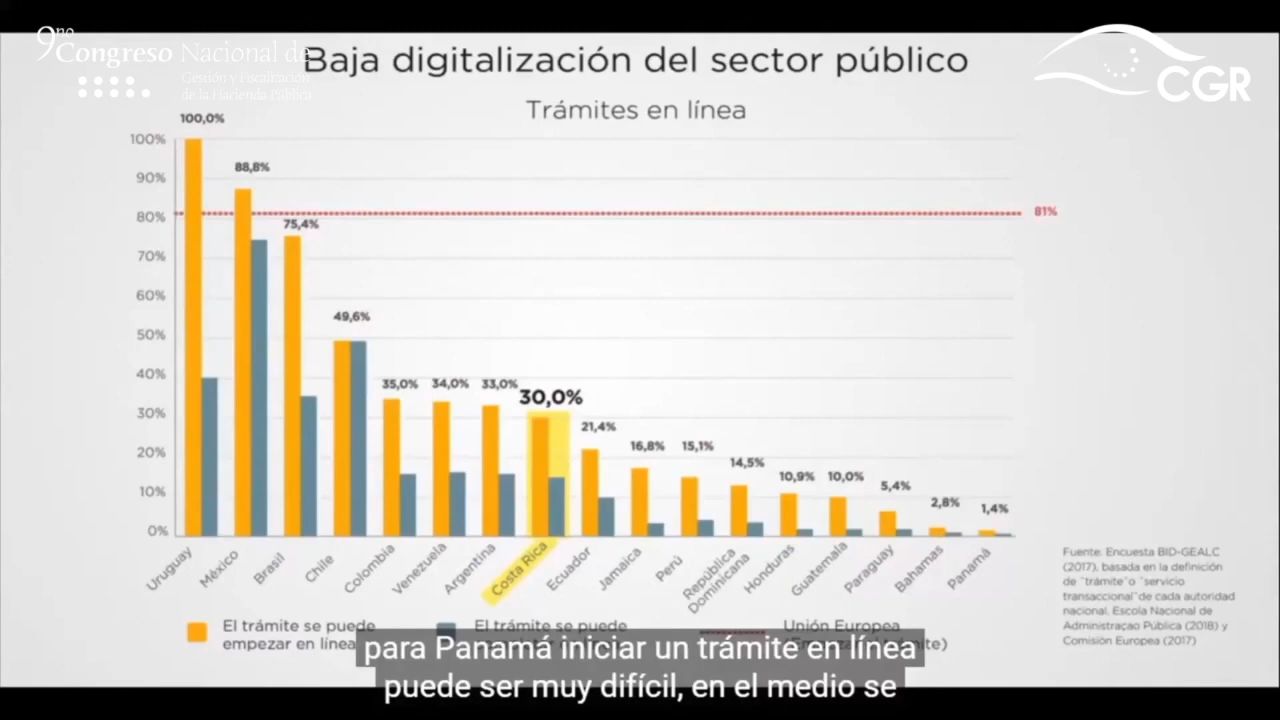 9no
Congreso Nacional de
Gestión y Fiscalización
de la Hacienda Pública
CGR
Baja digitalización del sector público
Trámites en línea
100,0%
88,8%
75,4%
49,6%
35,0%
34,0%
33,0%
30,0%
21,4%
16,8%
15,1%
14,5%
10,9%
10,0%
5,4%
2,8%
1,4%
81%
100%
90%
80%
70%
60%
50%
40%
30%
20%
10%
0%
Uruguay
México
Brasil
Chile
Colombia
Venezuela
Argentina
Costa Rica
Ecuador
Jamaica
Perú
República
Dominicana
Honduras
Guatemala
Paraguay
Bahamas
Panamá
El trámite se puede
empezar en línea
El trámite se puede
Unión Europea
Fuente: Encuesta BID-GEALC
(2017), basada en la definición
de ¨trámite¨o ¨servicio
transaccional¨de cada autoridad
nacional. Escola Nacional de
Administraçao Pública (2018) y
Comisión Europea (2017)
para Panamá iniciar un trámite en línea
puede ser muy difícil, en el medio se